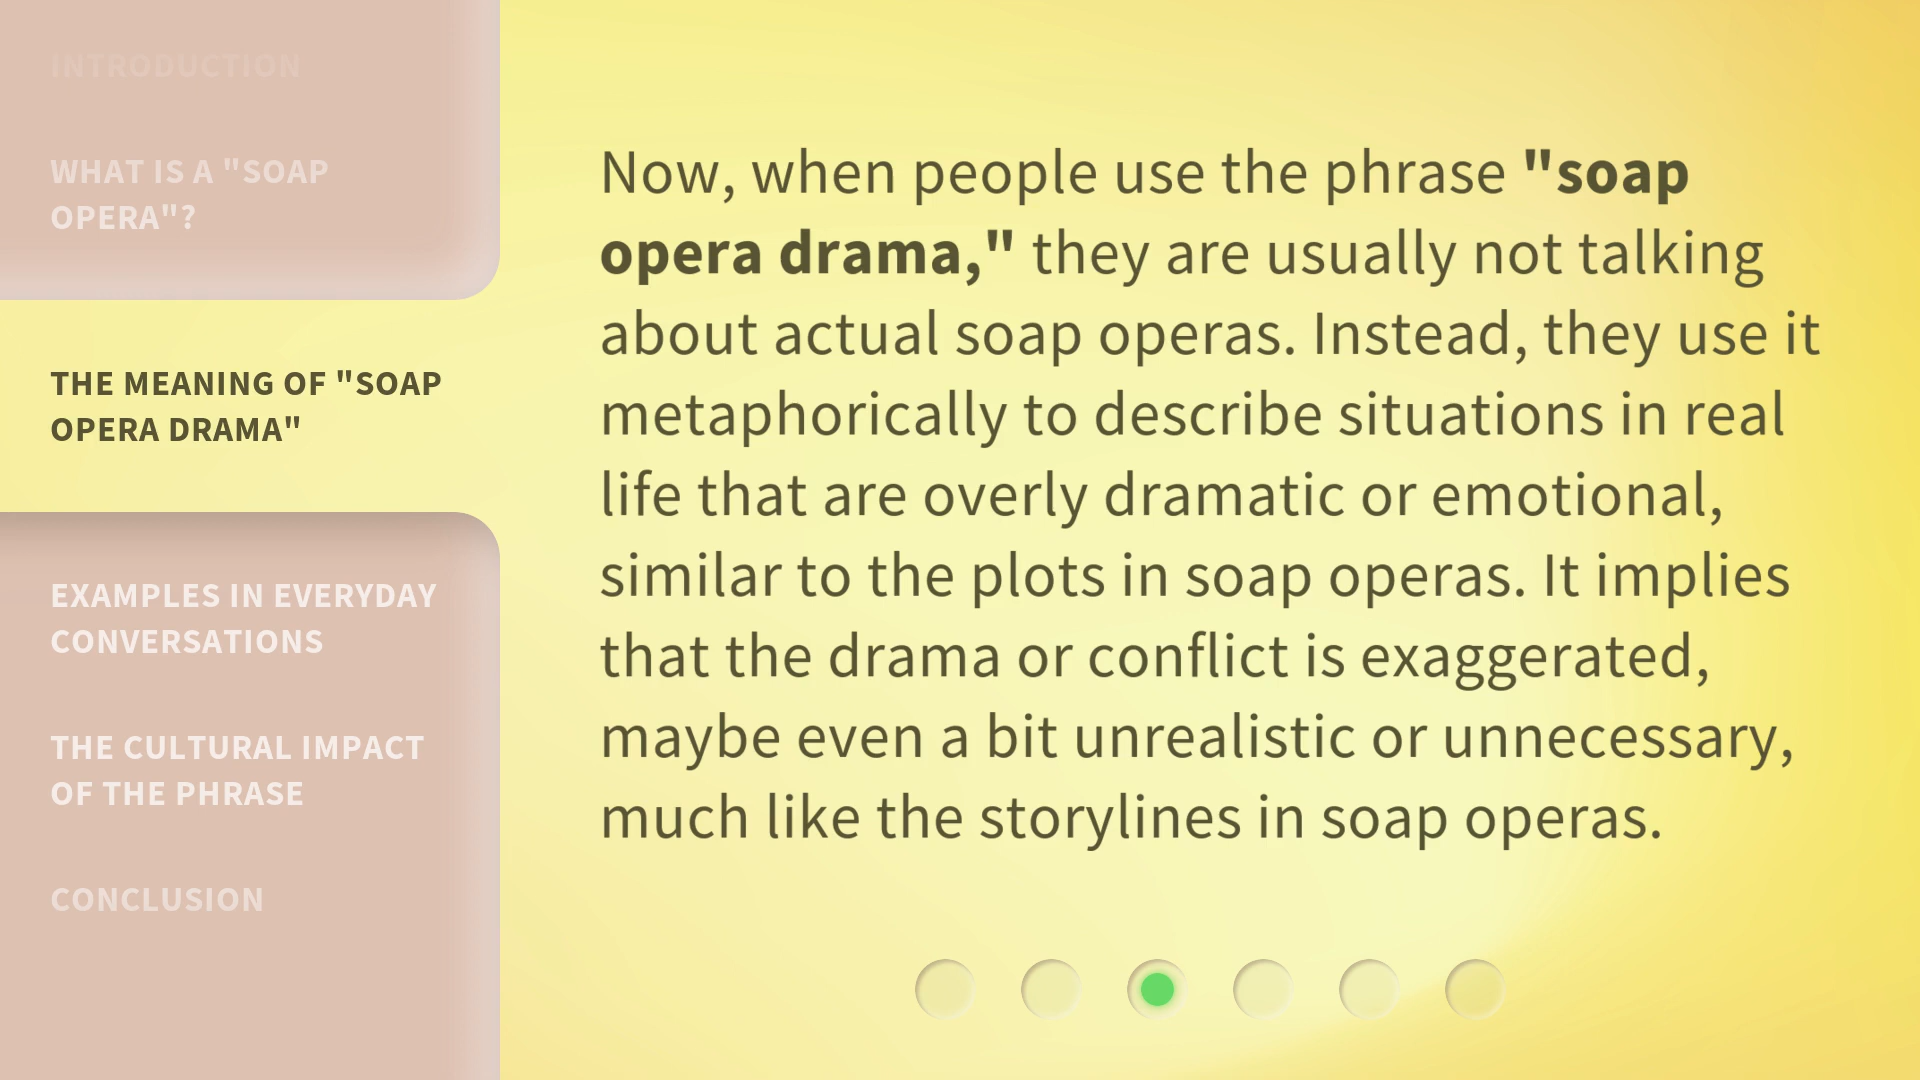 INTRODUCTION
WHAT IS A "SOAP
OPERA"?
THE MEANING OF "SOAP
OPERA DRAMA"
EXAMPLES IN EVERYDAY
CONVERSATIONS
THE CULTURAL IMPACT
OF THE PHRASE
CONCLUSION
Now, when people use the phrase "soap
opera drama," they are usually not talking
about actual soap operas. Instead, they use it
metaphorically to describe situations in real
life that are overly dramatic or emotional,
similar to the plots in soap operas. It implies
that the drama or conflict is exaggerated,
maybe even a bit unrealistic or unnecessary,
much like the storylines in soap operas.